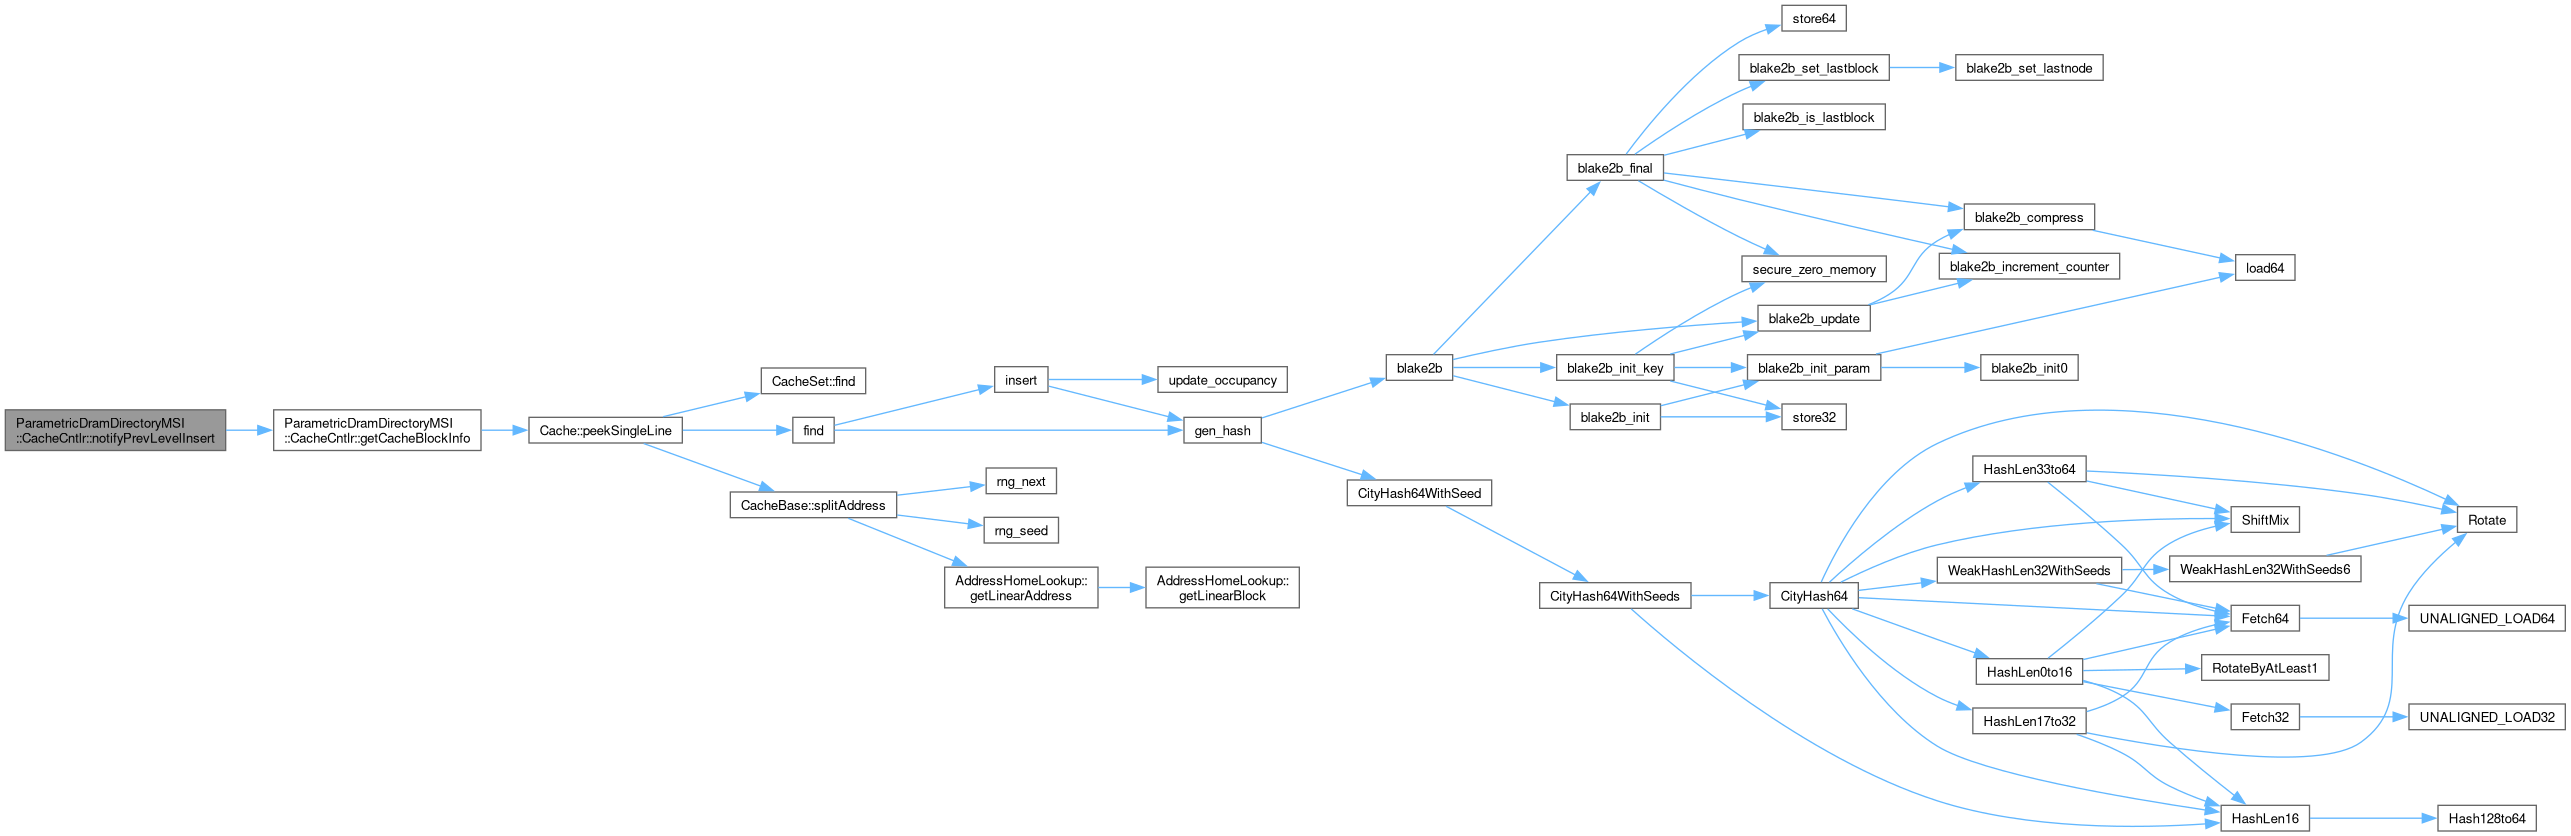 ParametricDramDirectoryMSI
::CacheCntlr::notifyPrevLevelInsert
ParametricDramDirectoryMSI
::CacheCntlr::getCacheBlockInfo
Cache::peekSingleLine
CacheSet::find
find
CacheBase::splitAddress
insert
update_occupancy
gen_hash
rng_next
rng_seed
AddressHomeLookup::
getLinearAddress
AddressHomeLookup::
getLinearBlock
blake2b
CityHash64WithSeed
blake2b_final
blake2b_init_key
blake2b_init
CityHash64WithSeeds
store64
blake2b_set_lastblock
blake2b_set_lastnode
blake2b_is_lastblock
blake2b_compress
secure_zero_memory
blake2b_increment_counter
load64
blake2b_update
blake2b_init_param
blake2b_init0
store32
CityHash64
HashLen33to64
ShiftMix
Rotate
WeakHashLen32WithSeeds
WeakHashLen32WithSeeds6
Fetch64
UNALIGNED_LOAD64
HashLen0to16
RotateByAtLeast1
HashLen17to32
Fetch32
UNALIGNED_LOAD32
HashLen16
Hash128to64